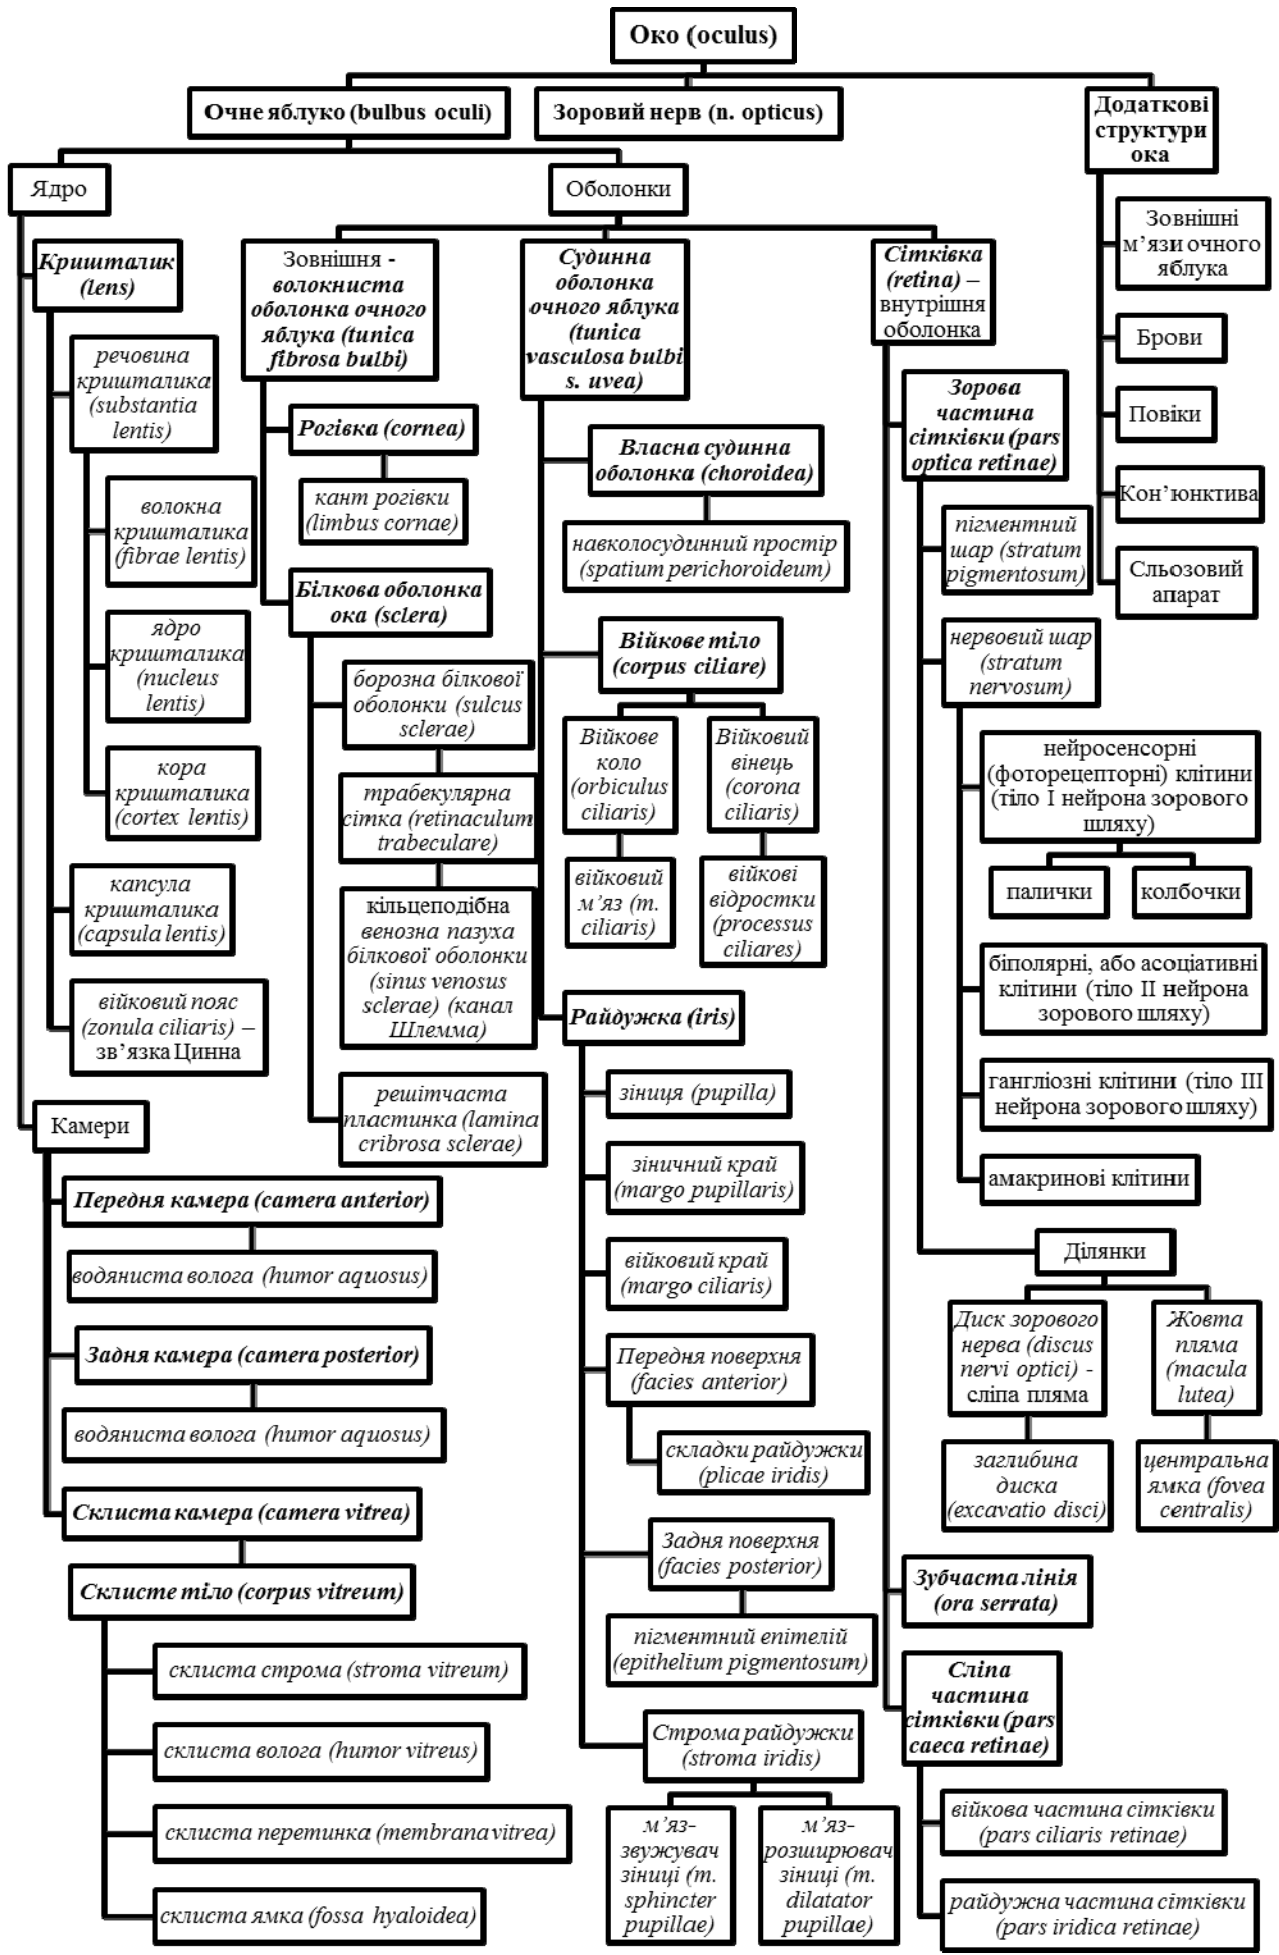 Око (oculus)
Очне яблуко (bulbus oculi)
Зоровий нерв (n. opticus)
Додаткові
структури
ока
Ядро
Оболонки
Зовнішні
м’язи очного
яблука
Брови
Повіки
Кон’юнктива
Сльозовий
апарат
Кришталик
(lens)
речовина
кришталика
(substantia
lentis)
волокна
кришталика
(fibrae lentis)
ядро
кришталика
(nucleus
lentis)
кора
кришталика
(cortex lentis)
капсула
кришталика
(capsula lentis)
війковий пояс
(zonula ciliaris) –
зв’язка Цинна
Камери
Передня камера (camera anterior)
водяниста волога (humor aquosus)
Задня камера (camera posterior)
водяниста волога (humor aquosus)
Склиста камера (camera vitrea)
Склисте тіло (corpus vitreum)
склиста строма (stroma vitreum)
склиста волога (humor vitreus)
склиста перетинка (membrana vitrea)
склиста ямка (fossa hyaloidea)
Зовнішня -
волокниста
оболонка очного
яблука (tunica
fibrosa bulbi)
Рогівка (cornea)
кант рогівки
(limbus cornae)
Білкова оболонка
ока (sclera)
борозна білкової
оболонки (sulcus
sclerae)
трабекулярна
сітка (retinaculum
trabeculare)
кільцеподібна
венозна пазуха
білкової оболонки
(sinus venosus
sclerae) (канал
Шлемма)
решітчаста
пластинка (lamina
cribrosa sclerae)
Судинна
оболонка
очного яблука
(tunica
vasculosa bulbi
s. uvea)
Власна судинна
оболонка (choroidea)
навколосудинний простір
(spatium perichoroideum)
Війкове тіло
(corpus ciliare)
Війкове
коло
(orbiculus
ciliaris)
війковий
м’яз (m.
ciliaris)
Війковий
вінець
(corona
ciliaris)
війкові
відростки
(processus
ciliares)
Райдужка (iris)
зіниця (pupilla)
зіничний край
(margo pupillaris)
війковий край
(margo ciliaris)
Передня поверхня
(facies anterior)
складки райдужки
(plicae iridis)
Задня поверхня
(facies posterior)
пігментний епітелій
(epithelium pigmentosum)
Строма райдужки
(stroma iridis)
м’яз-
звужувач
зіниці (m.
sphincter
pupillae)
м’яз-
розширювач
зіниці (m.
dilatator
pupillae)
Сітківка
(retina) –
внутрішня
оболонка
Зорова
частина
сітківки (pars
optica retinae)
пігментний
шар (stratum
pigmentosum)
нервовий шар
(stratum
nervosum)
нейросенсорні
(фоторецепторні) клітини
(тіло І нейрона зорового
шляху)
палички
колбочки
біполярні, або асоціативні
клітини (тіло ІІ нейрона
зорового шляху)
гангліозні клітини (тіло ІІІ
нейрона зорового шляху)
амакринові клітини
Ділянки
Диск зорового
нерва (discus
nervi optici) -
сліпа пляма
заглибина
диска
(excavatio disci)
Жовта
пляма
(macula
lutea)
центральна
ямка (fovea
centralis)
Зубчаста лінія
(ora serrata)
Сліпа
частина
сітківки (pars
caeca retinae)
війкова частина сітківки
(pars ciliaris retinae)
райдужна частина сітківки
(pars iridica retinae)